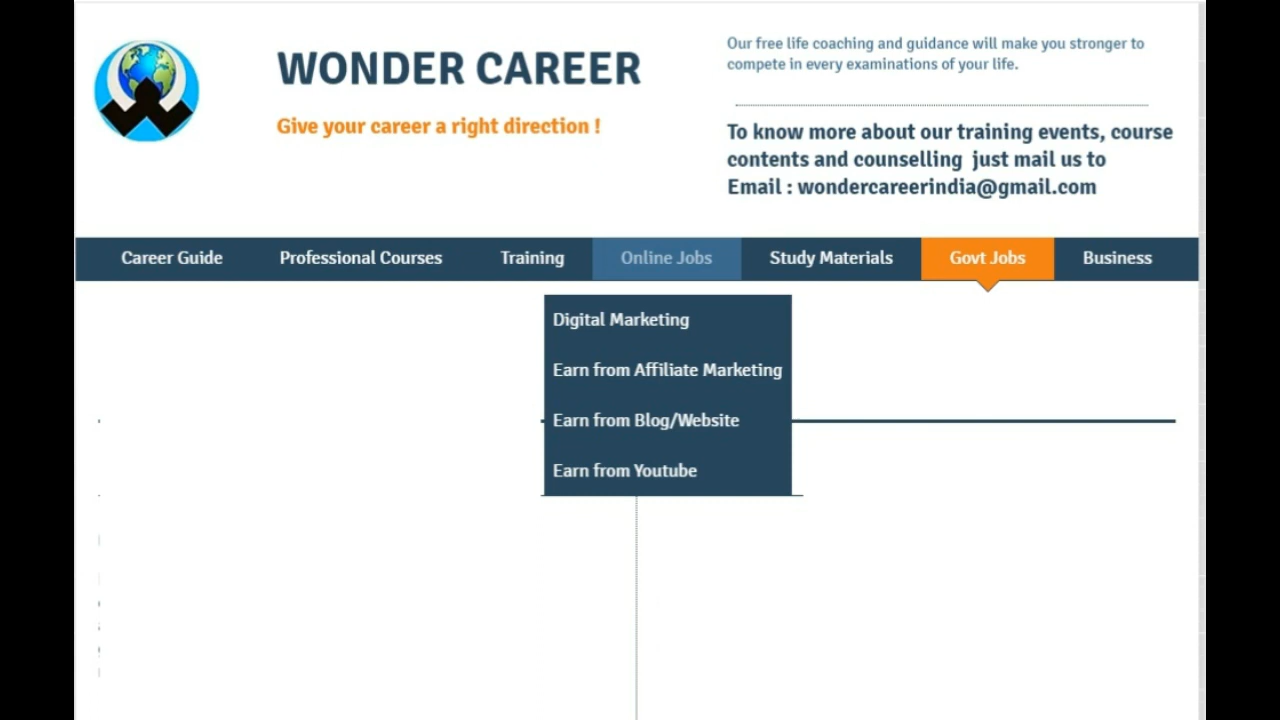 WONDER CAREER
Give your career a right direction !
Our free life coaching and guidance will make you stronger to
compete in every examinations of your life.
To know more about our training events, course
contents and counselling  just mail us to
Email : wondercareerindia@gmail.com
Career Guide
Professional Courses
Training
Online Jobs
Study Materials
Govt Jobs
Business
Digital Marketing
Earn from Affiliate Marketing
Earn from Blog/Website
Earn from Youtube